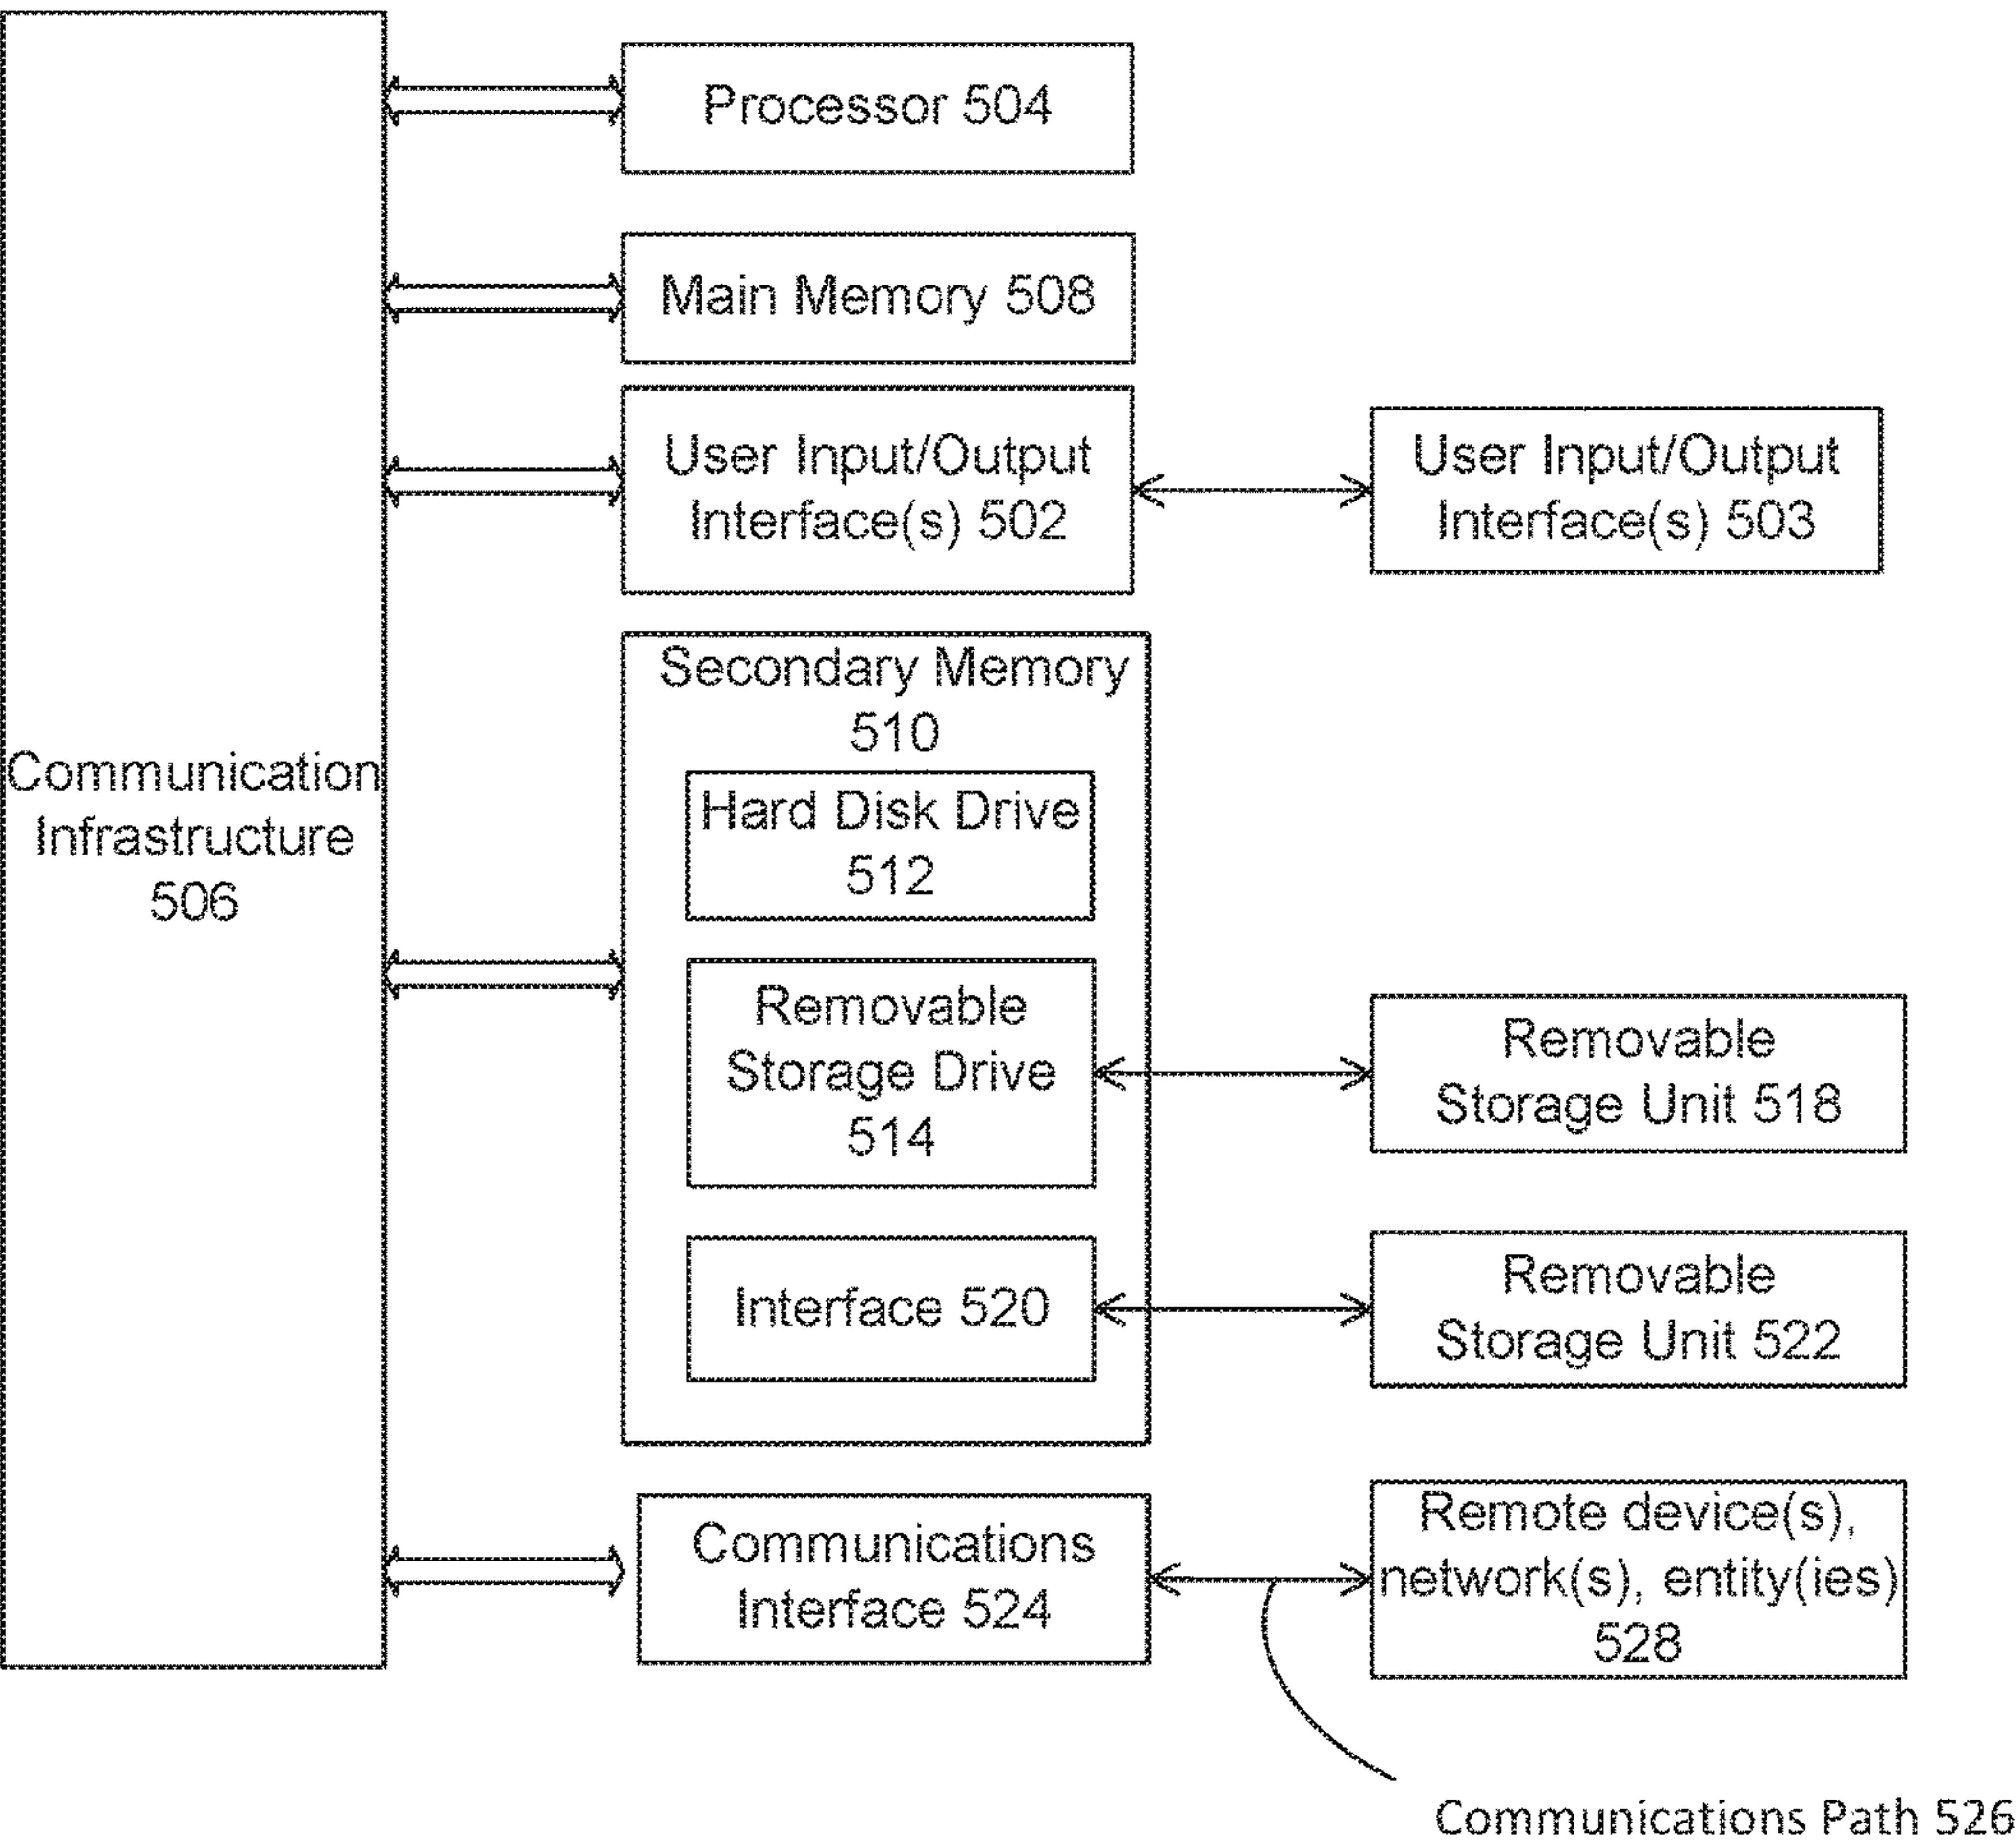 Processor 504
Main Memory 508
User Input/Output
Interface(s) 502
User Input/Output
Interface(s) 503
Secondary Memory
510
Communication
Infrastructure
506
Hard Disk Drive
512
Removable
Storage Drive
514
Removable
Storage Unit 518
Interface 520
Removable
Storage Unit 522
Communications
Interface 524
Remote device(s),
network(s), entity(ies)
528
Communications Path 526